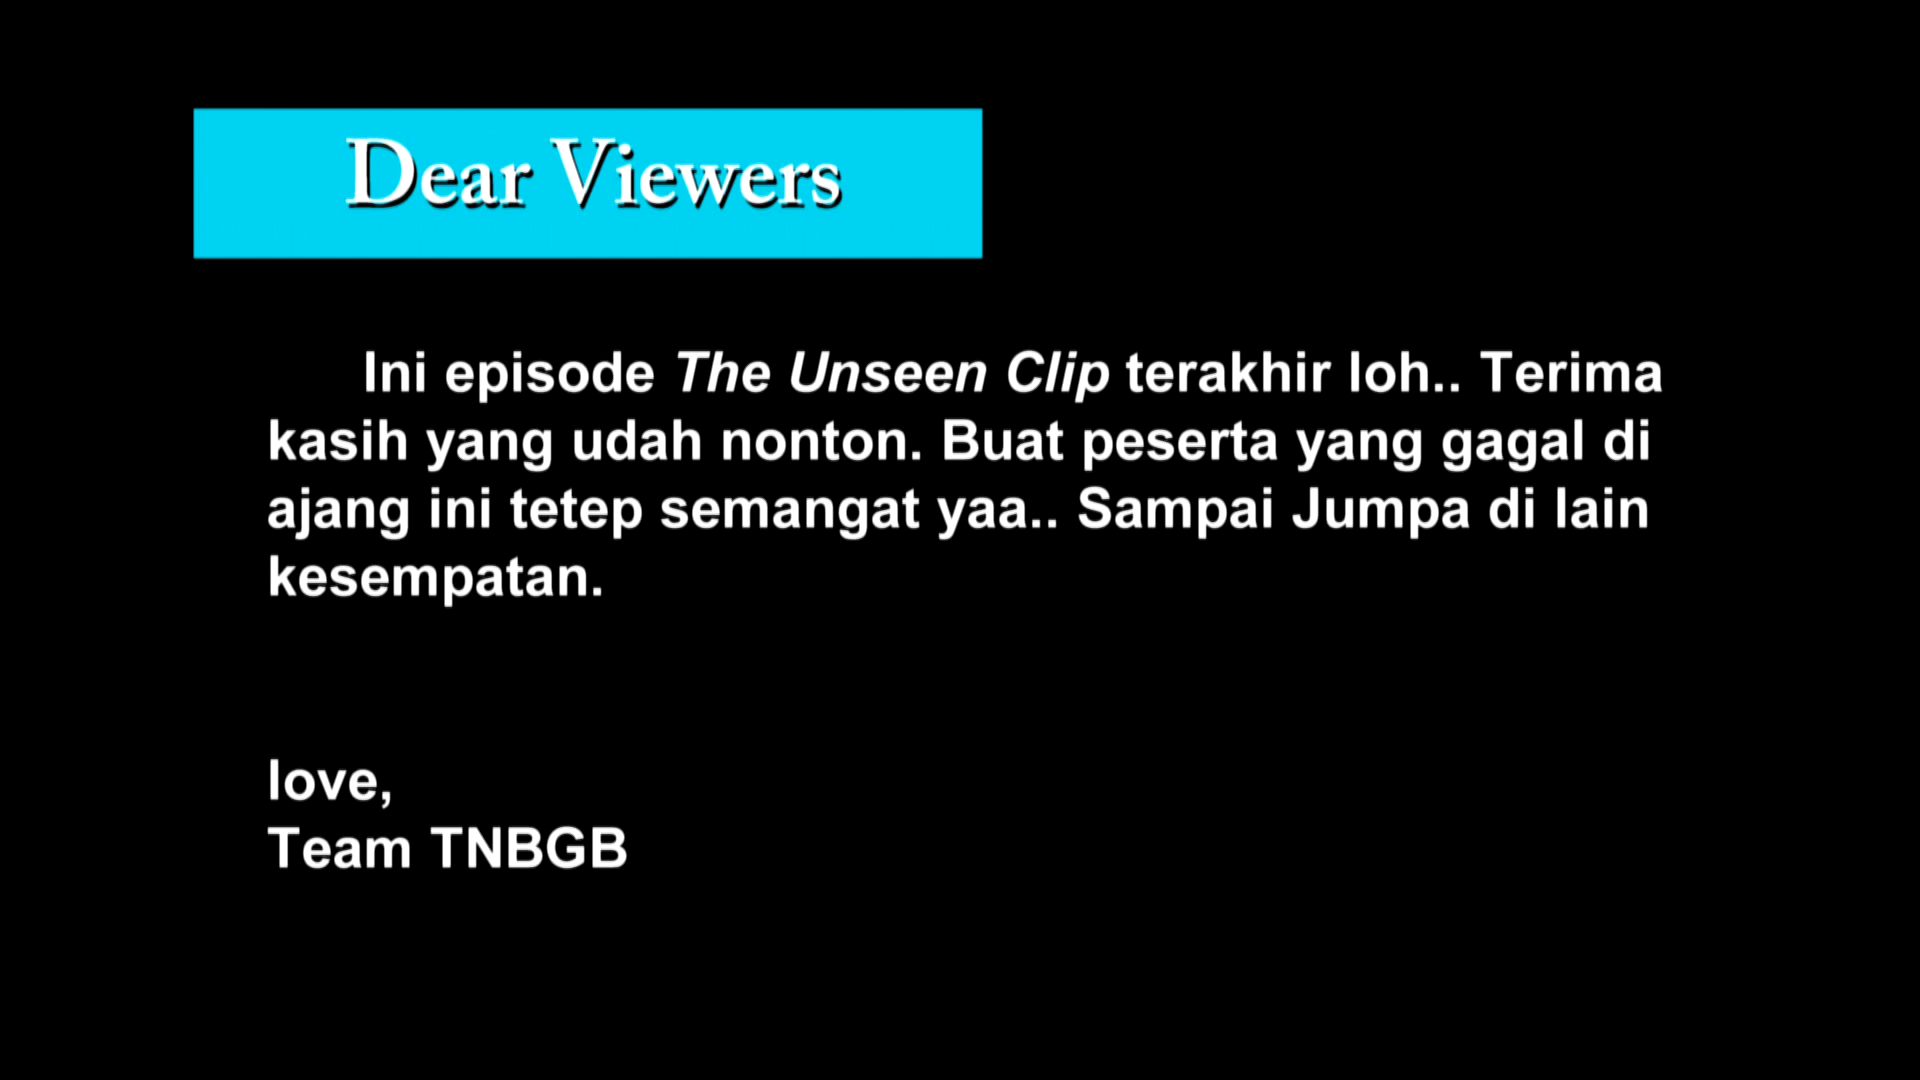 Dear Viewers
Ini episode The Unseen Clip terakhir loh.. Terima
kasih yang udah nonton. Buat peserta yang gagal di
ajang ini tetep semangat yaa.. Sampai Jumpa di lain
kesempatan.
love,
Team TNBGB